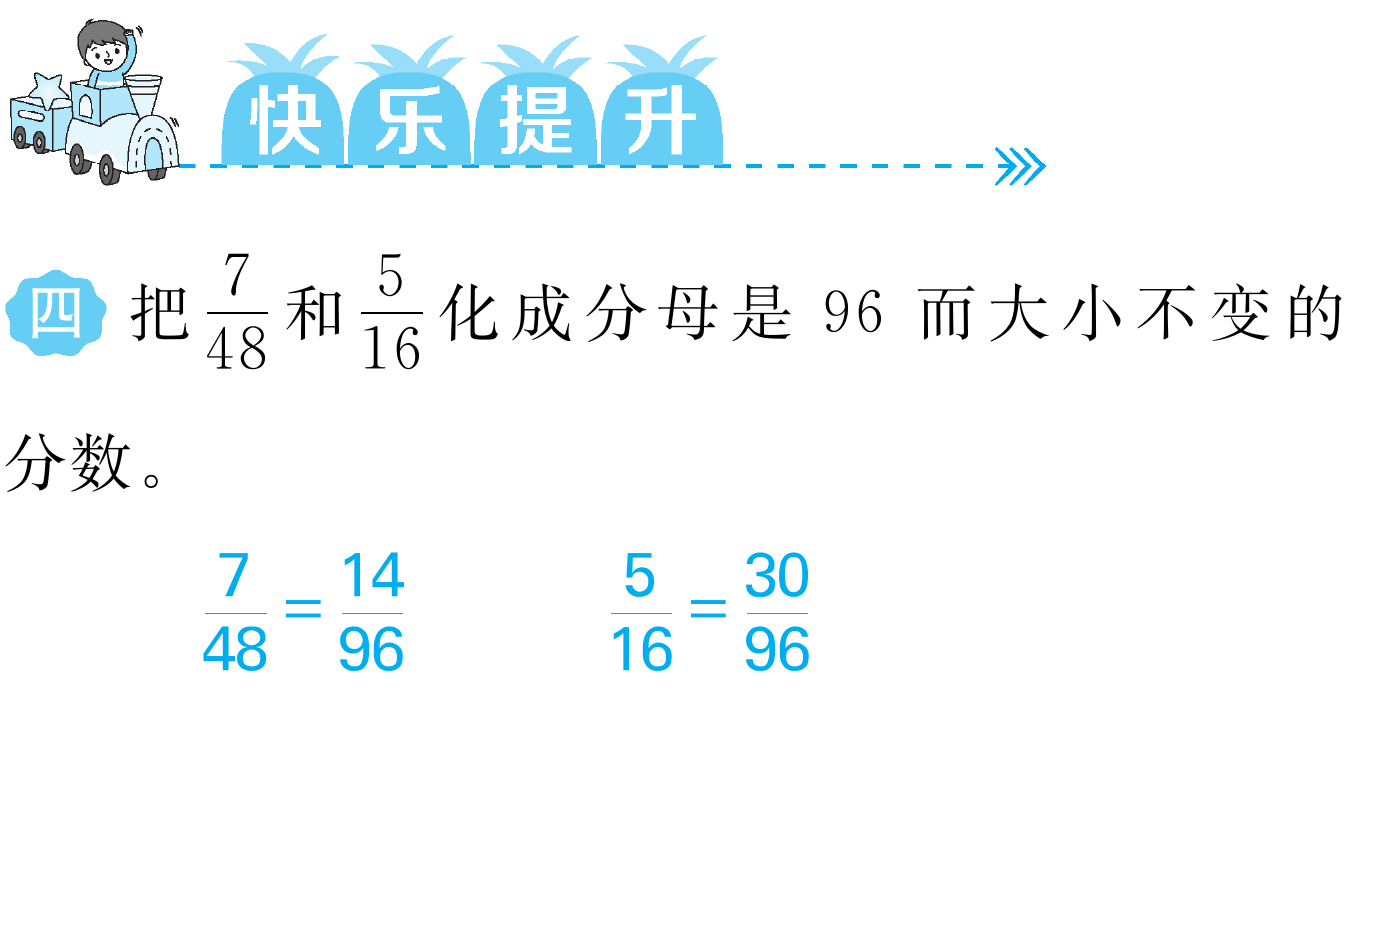 快乐提升
四 把 7/48 和 5/16 化成分母是 96 而大小不变的
分数。
7/48 = 14/96 5/16 = 30/96